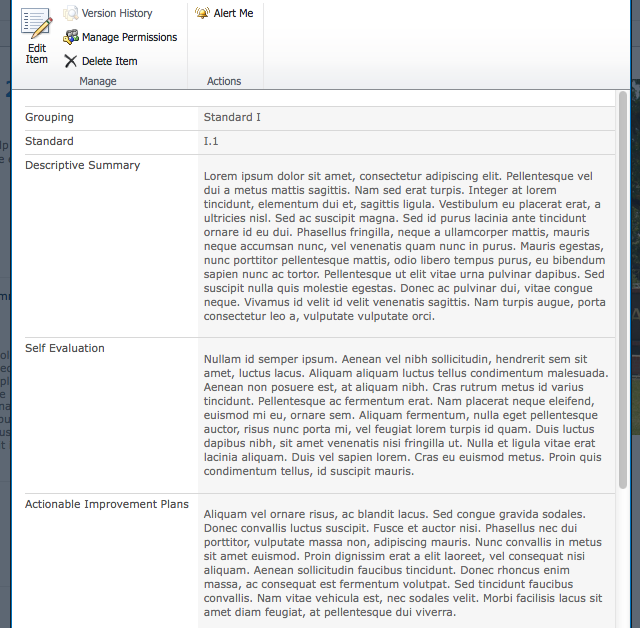 Version History
Alert Me
Edit
Item
Manage Permissions
Delete Item
Manage
Actions
Grouping
Standard I
Standard
I.1
Descriptive Summary
Lorem ipsum dolor sit amet, consectetur adipiscing elit. Pellentesque vel
dui a metus mattis sagittis. Nam sed erat turpis. Integer at lorem
tincidunt, elementum dui et, sagittis ligula. Vestibulum eu placerat erat, a
ultricies nisl. Sed ac suscipit magna. Sed id purus lacinia ante tincidunt
ornare id eu dui. Phasellus fringilla, neque a ullamcorper mattis, mauris
neque accumsan nunc, vel venenatis quam nunc in purus. Mauris egestas,
nunc porttitor pellentesque mattis, odio libero tempus purus, eu bibendum
sapien nunc ac tortor. Pellentesque ut elit vitae urna pulvinar dapibus. Sed
suscipit nulla quis molestie egestas. Donec ac pulvinar dui, vitae congue
neque. Vivamus id velit id velit venenatis sagittis. Nam turpis augue, porta
consectetur leo a, vulputate vulputate orci.
Self Evaluation
Nullam id semper ipsum. Aenean vel nibh sollicitudin, hendrerit sem sit
amet, luctus lacus. Aliquam aliquam luctus tellus condimentum malesuada.
Aenean non posuere est, at aliquam nibh. Cras rutrum metus id varius
tincidunt. Pellentesque ac fermentum erat. Nam placerat neque eleifend,
euismod mi eu, ornare sem. Aliquam fermentum, nulla eget pellentesque
auctor, risus nunc porta mi, vel feugiat lorem turpis id quam. Duis luctus
dapibus nibh, sit amet venenatis nisi fringilla ut. Nulla et ligula vitae erat
lacinia aliquam. Duis vel sapien lorem. Cras eu euismod metus. Proin quis
condimentum tellus, id suscipit mauris.
Actionable Improvement Plans
Aliquam vel ornare risus, ac blandit lacus. Sed congue gravida sodales.
Donec convallis luctus suscipit. Fusce et auctor nisi. Phasellus nec dui
porttitor, vulputate massa non, adipiscing mauris. Nunc convallis in metus
sit amet euismod. Proin dignissim erat a elit laoreet, vel consequat nisi
aliquam. Aenean sollicitudin faucibus tincidunt. Donec rhoncus enim
massa, ac consequat est fermentum volutpat. Sed tincidunt faucibus
convallis. Nam vitae vehicula est, nec sodales velit. Morbi facilisis lacus sit
amet diam feugiat, at pellentesque dui viverra.